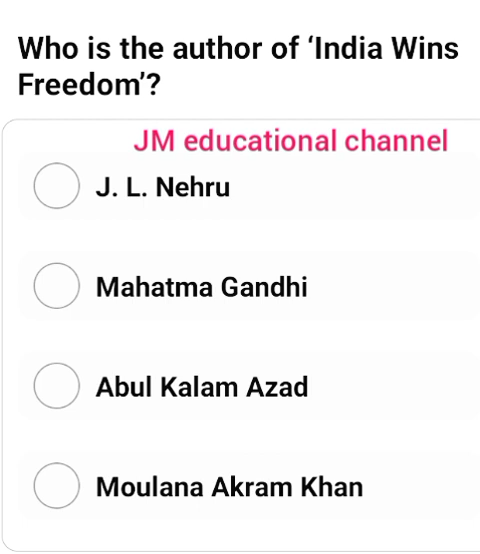 Who is the author of ‘India Wins
Freedom’?
JM educational channel
J. L. Nehru
Mahatma Gandhi
Abul Kalam Azad
Moulana Akram Khan